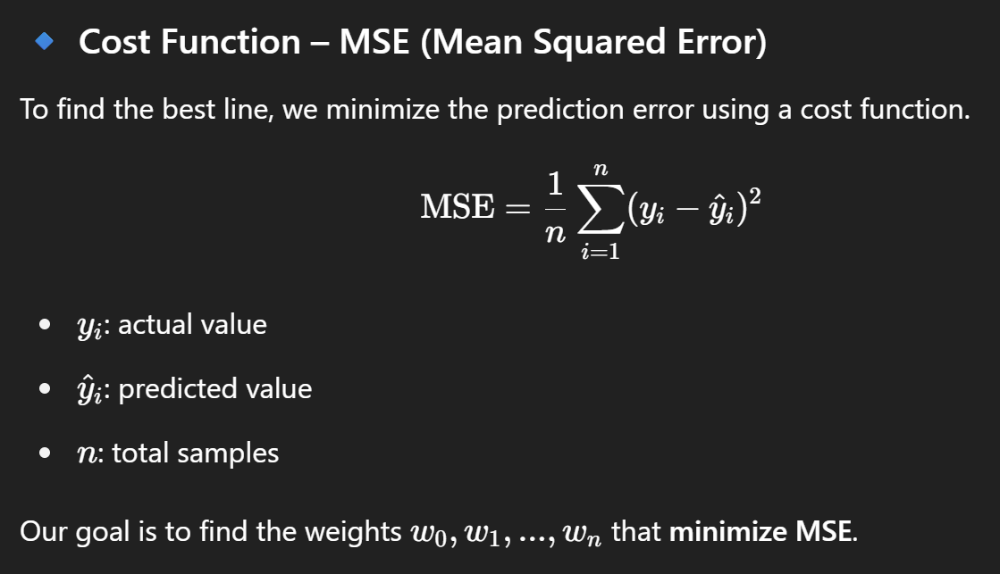 🔹 Cost Function – MSE (Mean Squared Error)
To find the best line, we minimize the prediction error using a cost function.
MSE = \frac{1}{n} \sum_{i=1}^{n} (y_i - \hat{y}_i)^2
• y_i: actual value
• \hat{y}_i: predicted value
• n: total samples
Our goal is to find the weights w_0, w_1, ..., w_n that minimize MSE.